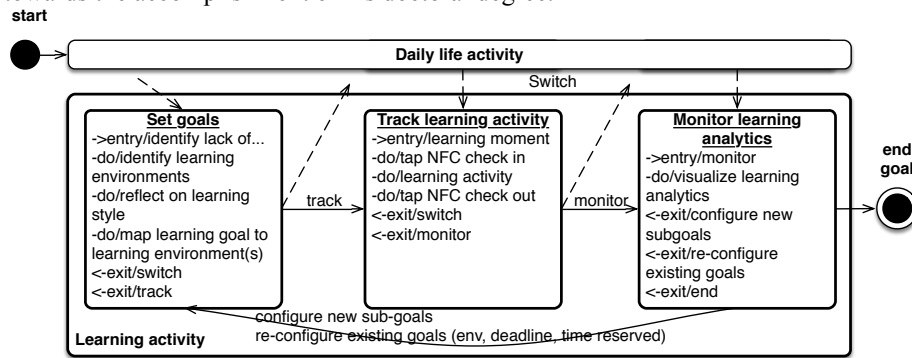 start
Daily life activity
Switch
Set goals
->entry/identify lack of...
-do/identify learning
environments
-do/reflect on learning
style
-do/map learning goal to
learning environment(s)
<-exit/switch
<-exit/track
track
Track learning activity
->entry/learning moment
-do/tap NFC check in
-do/learning activity
-do/tap NFC check out
<-exit/switch
<-exit/monitor
monitor
Monitor learning
analytics
->entry/monitor
-do/visualize learning
analytics
<-exit/configure new
subgoals
<-exit/re-configure
existing goals
<-exit/end
end
goal
configure new sub-goals
re-configure existing goals (env, deadline, time reserved)
Learning activity